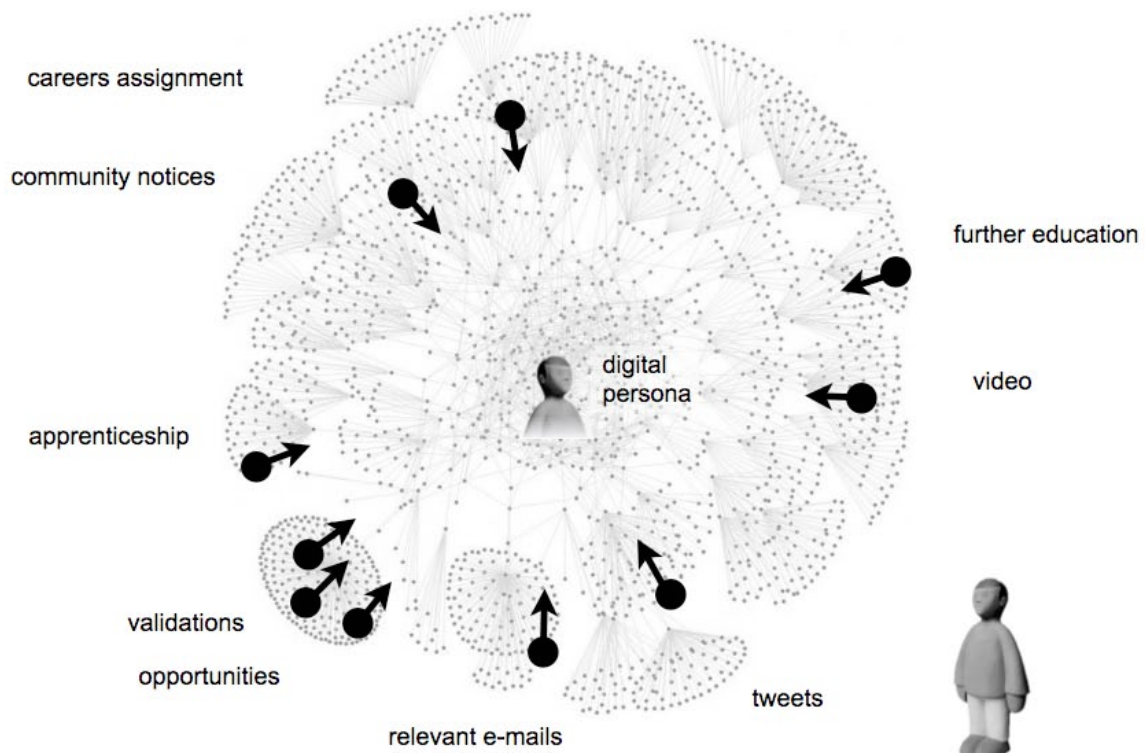 careers assignment
community notices
further education
digital
persona
video
apprenticeship
validations
opportunities
tweets
relevant e-mails